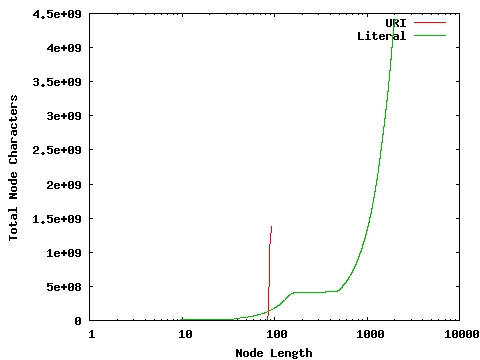 4.5e+09
4e+09
3.5e+09
3e+09
2.5e+09
2e+09
1.5e+09
1e+09
5e+08
0
Total Node Characters
URI
Literal
1 10 100 1000 10000
Node Length